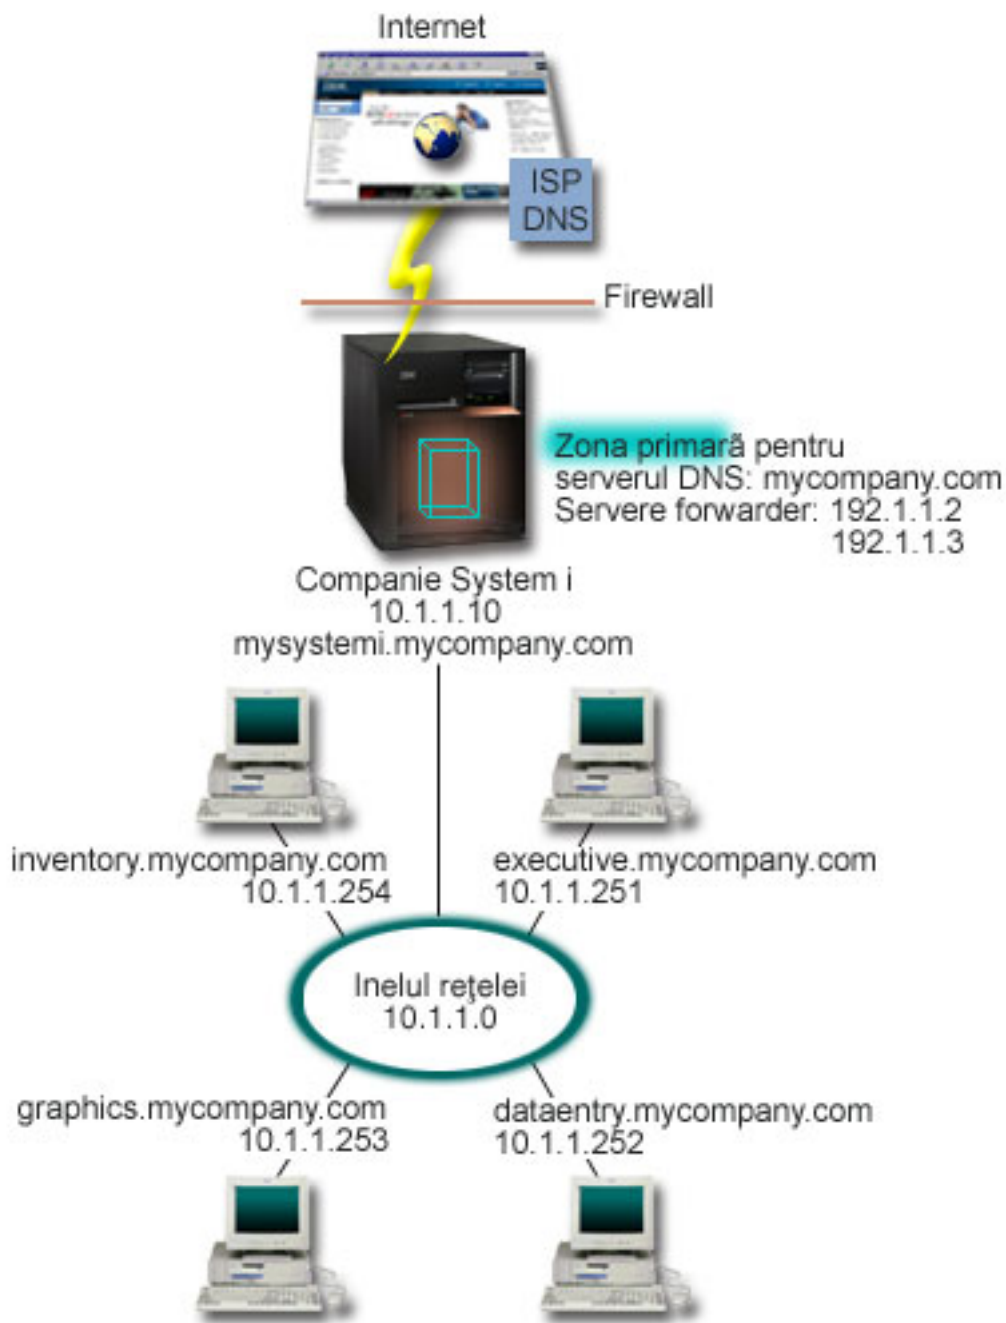 Internet
ISP
DNS
Firewall
Zona primară pentru
serverul DNS: mycompany.com
Servere forwarder: 192.1.1.2
192.1.1.3
Companie System i
10.1.1.10
mysystemi.mycompany.com
inventory.mycompany.com
10.1.1.254
executive.mycompany.com
10.1.1.251
Inelul reţelei
10.1.1.0
graphics.mycompany.com
10.1.1.253
dataentry.mycompany.com
10.1.1.252